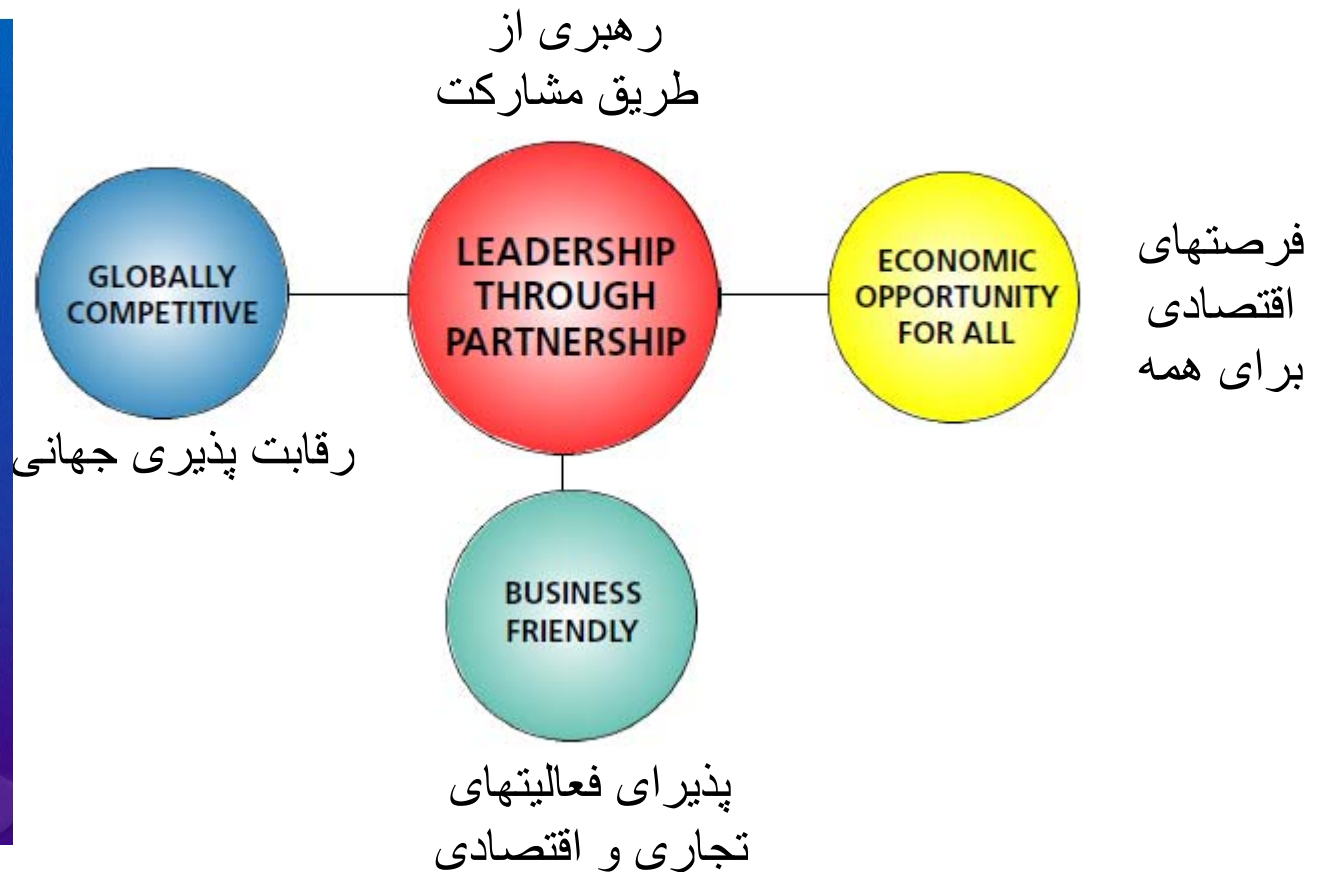 رهبری از
طریق مشارکت
LEADERSHIP
THROUGH
PARTNERSHIP
GLOBALLY
COMPETITIVE
رقابت پذیری جهانی
ECONOMIC
OPPORTUNITY
FOR ALL
فرصتهای
اقتصادی
برای همه
BUSINESS
FRIENDLY
پذیرای فعالیتهای
تجاری و اقتصادی